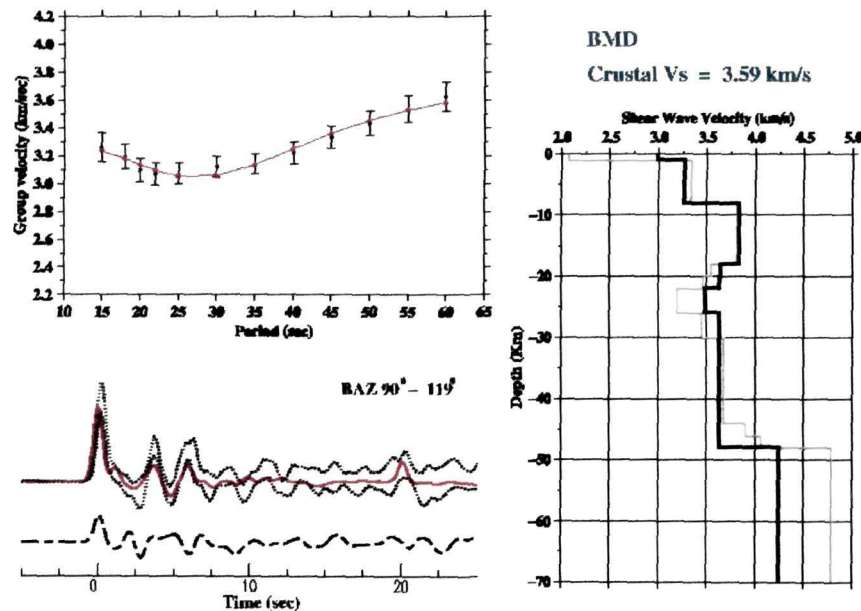 4.2
4.0
3.8
3.6
3.4
3.2
3.0
2.8
2.6
2.4
2.2
Group velocity (km/sec)
10 15 20 25 30 35 40 45 50 55 60 65
Period (sec)
BAZ 90° – 119°
0 10 20
Time (sec)
BMD
Crustal Vs = 3.59 km/s
Shear Wave Velocity (km/s)
2.0 3.0 3.5 4.0 5.0
0
−10
−20
−30
−40
−50
−60
−70
Depth (Km)